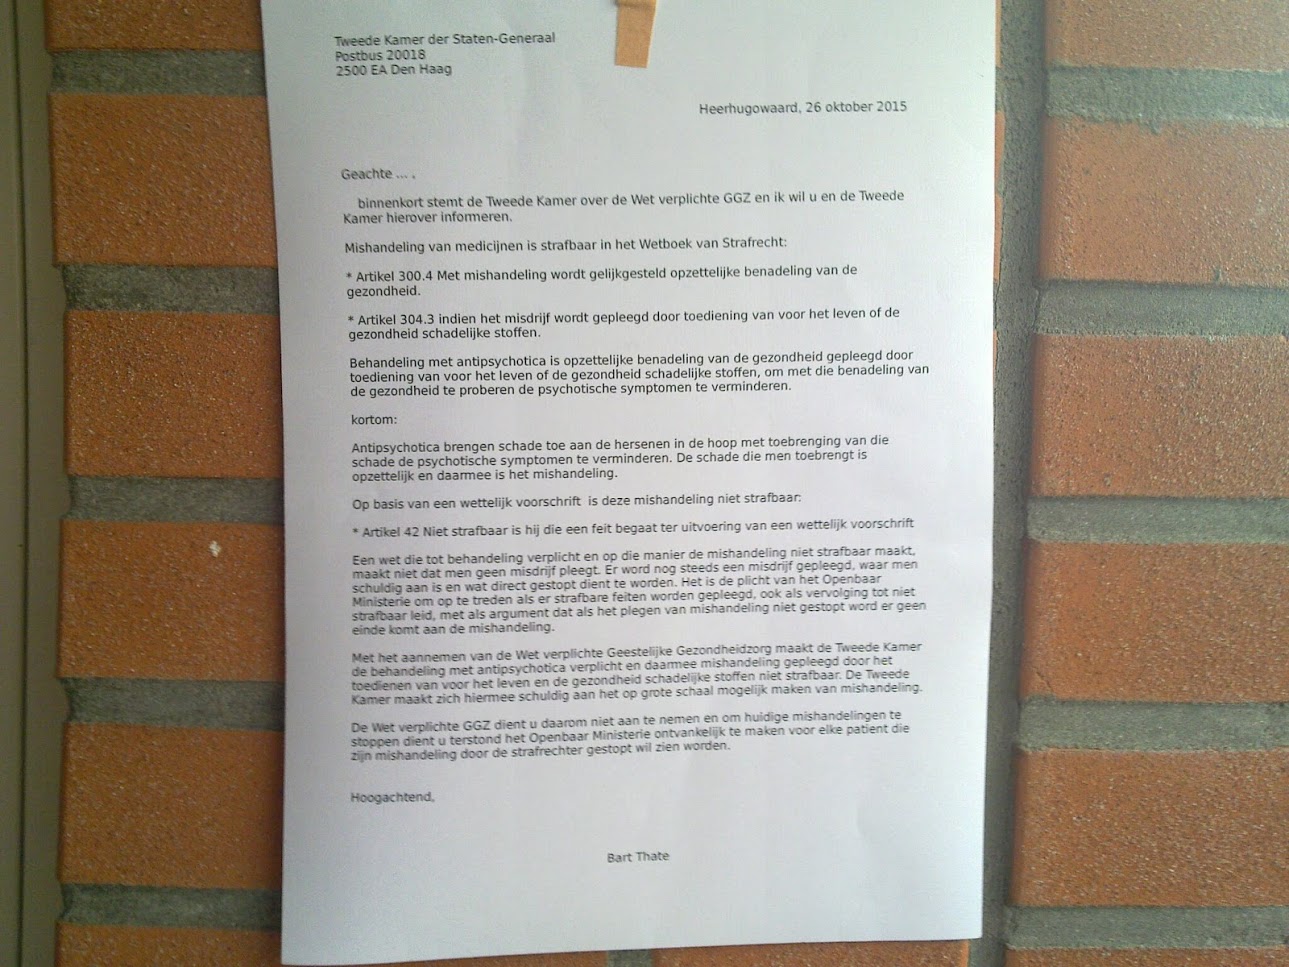 Tweede Kamer der Staten-Generaal
Postbus 20018
2500 EA Den Haag
Heerhugowaard, 26 oktober 2015
Geachte ... .
binnenkort stemt de Tweede Kamer over de Wet verplichte GGZ en ik wil u en de Tweede
Kamer hierover informeren.
Mishandeling van medicijnen is strafbaar in het Wetboek van Strafrecht:
* Artikel 300.4 Met mishandeling wordt gelijkgesteld opzettelijke benadeling van de
gezondheid.
* Artikel 304.3 indien het misdrijf wordt gepleegd door toediening van voor het leven of de
gezondheid schadelijke stoffen.
Behandeling met antipsychotica is opzettelijke benadeling van de gezondheid gepleegd door
toediening van voor het leven of de gezondheid schadelijke stoffen, om met die benadeling van
de gezondheid te proberen de psychotische symptomen te verminderen.
kortom:
Antipsychotica brengen schade toe aan de hersenen in de hoop met toebrenging van die
schade de psychotische symptomen te verminderen. De schade die men toebrengt is
opzettelijk en daarmee is het mishandeling.
Op basis van een wettelijk voorschrift  is deze mishandeling niet strafbaar:
* Artikel 42 Niet strafbaar is hij die een feit begaat ter uitvoering van een wettelijk voorschrift
Een wet die tot behandeling verplicht en op die manier de mishandeling niet strafbaar maakt,
maakt niet dat men geen misdrijf pleegt. Er word nog steeds een misdrijf gepleegd, waar men
schuldig aan is en wat direct gestopt dient te worden. Het is de plicht van het Openbaar
Ministerie om op te treden als er strafbare feiten worden gepleegd, ook als vervolging tot niet
strafbaar leid, met als argument dat als het plegen van mishandeling niet gestopt word er geen
einde komt aan de mishandeling.
Met het aannemen van de Wet verplichte Geestelijke Gezondheidzorg maakt de Tweede Kamer
de behandeling met antipsychotica verplicht en daarmee mishandeling gepleegd door het
toedienen van voor het leven en de gezondheid schadelijke stoffen niet strafbaar. De Tweede
Kamer maakt zich hiermee schuldig aan het op grote schaal mogelijk maken van mishandeling.
De Wet verplichte GGZ dient u daarom niet aan te nemen en om huidige mishandelingen te
stoppen dient u terstond het Openbaar Ministerie ontvankelijk te maken voor elke patient die
zijn mishandeling door de strafrechter gestopt wil zien worden.
Hoogachtend,
Bart Thate